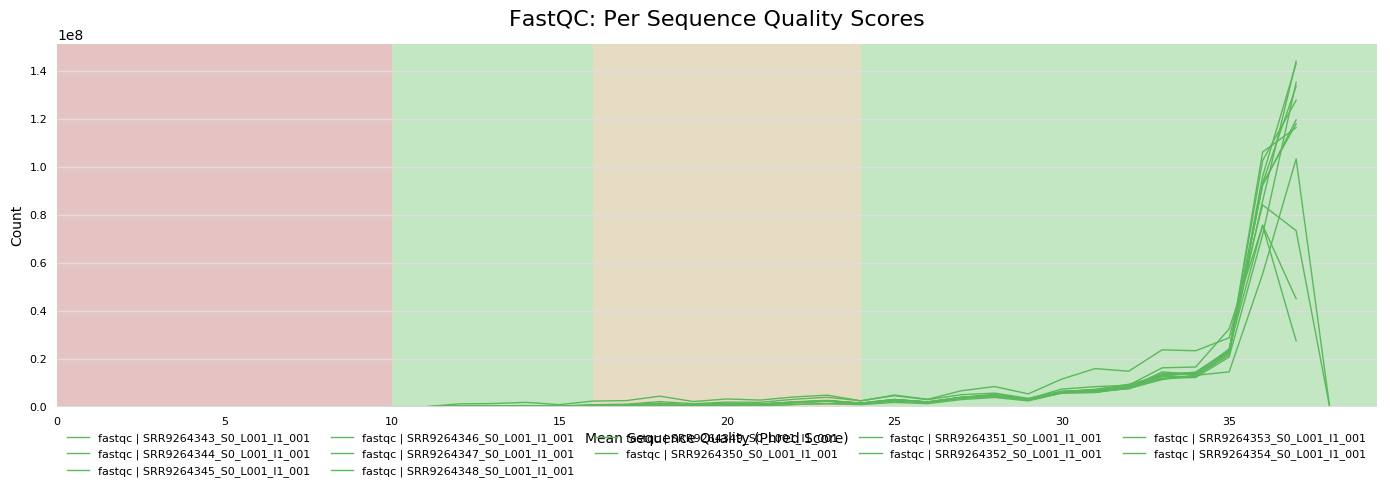 FastQC: Per Sequence Quality Scores
1e8
1.4
1.2
1.0
0.8
0.6
0.4
0.2
0.0
Count
0 5 10 15 20 25 30 35
Mean Sequence Quality (Phred Score)
fastqc | SRR9264343_S0_L001_I1_001 fastqc | SRR9264346_S0_L001_I1_001 fastqc | SRR9264349_S0_L001_I1_001 fastqc | SRR9264351_S0_L001_I1_001 fastqc | SRR9264353_S0_L001_I1_001
fastqc | SRR9264344_S0_L001_I1_001 fastqc | SRR9264347_S0_L001_I1_001 fastqc | SRR9264350_S0_L001_I1_001 fastqc | SRR9264352_S0_L001_I1_001 fastqc | SRR9264354_S0_L001_I1_001
fastqc | SRR9264345_S0_L001_I1_001 fastqc | SRR9264348_S0_L001_I1_001